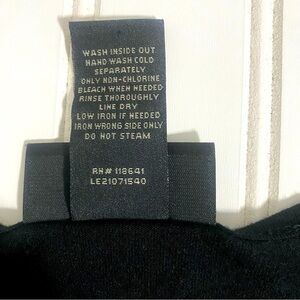 WASH INSIDE OUT
HAND WASH COLD
SEPARATELY
ONLY NON-CHLORINE
BLEACH WHEN NEEDED
RINSE THOROUGHLY
LINE DRY
LOW IRON IF NEEDED
IRON WRONG SIDE ONLY
DO NOT STEAM
RN# 118641
LE21071540